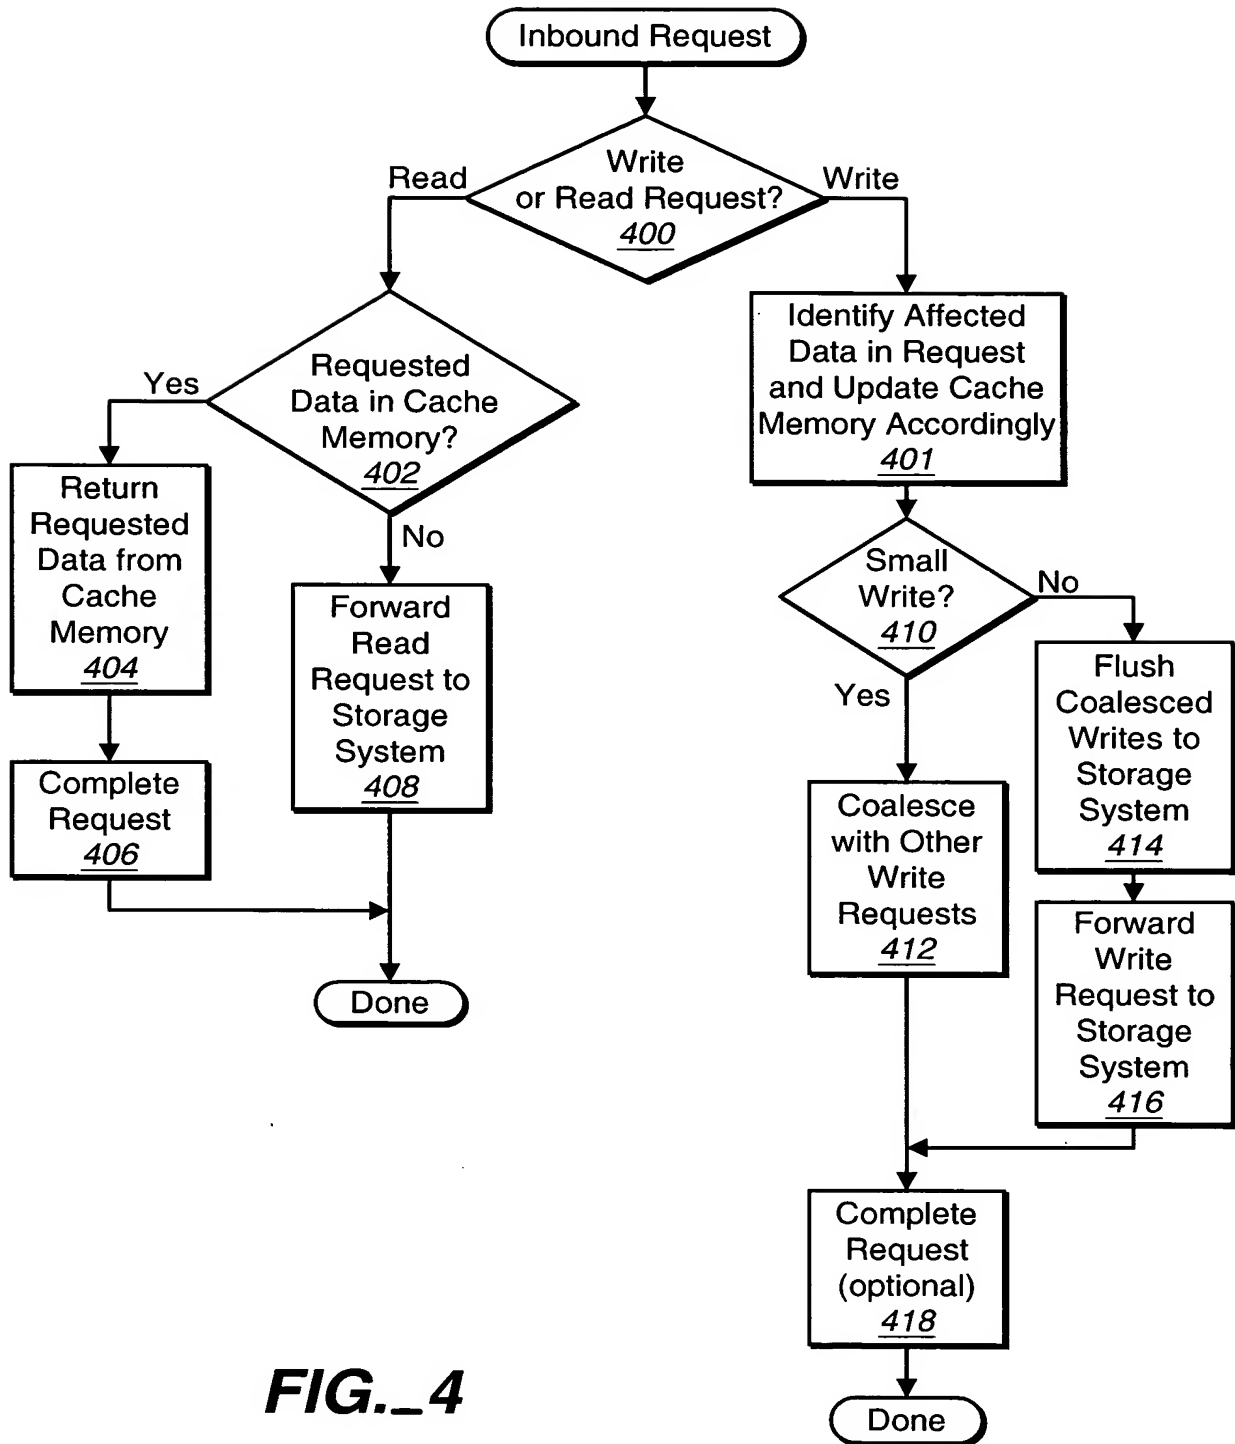 Inbound Request
Write
or Read Request?
400
Read
Write
Requested
Data in Cache
Memory?
402
Yes
No
Return
Requested
Data from
Cache
Memory
404
Complete
Request
406
Forward
Read
Request to
Storage
System
408
Done
Identify Affected
Data in Request
and Update Cache
Memory Accordingly
401
Small
Write?
410
No
Yes
Coalesce
with Other
Write
Requests
412
Flush
Coalesced
Writes to
Storage
System
414
Forward
Write
Request to
Storage
System
416
Complete
Request
(optional)
418
Done
FIG._4